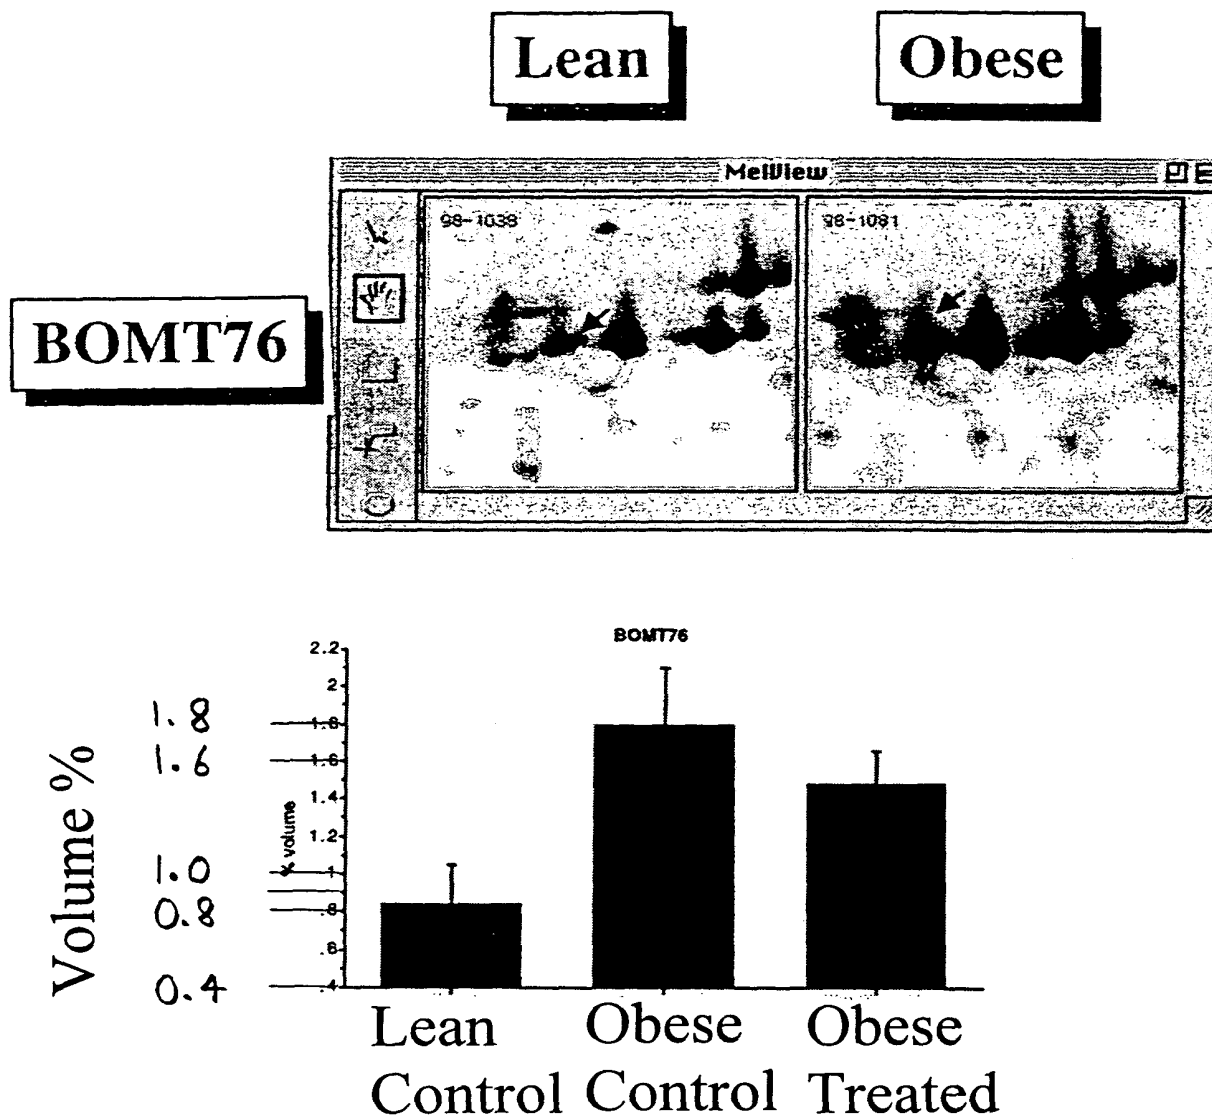 Lean
Obese
MelView
98-1038
98-1081
BOMT76
BOMT76
Volume %
% volume
1.8
1.6
1.0
0.8
0.4
2.2
2
1.8
1.6
1.4
1.2
1
.8
.6
.4
Lean Control
Obese Control
Obese Treated